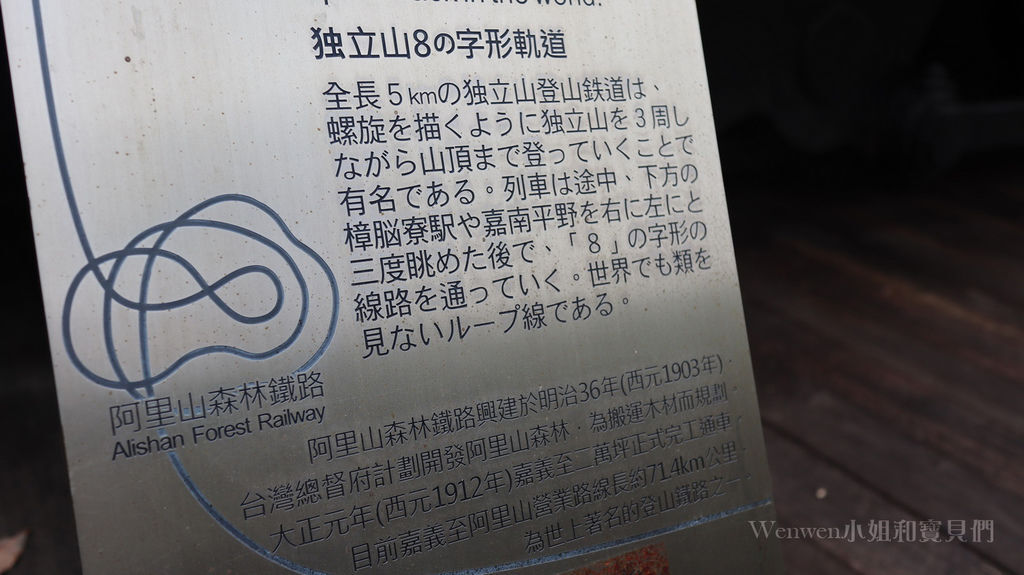 in the world.
独立山8の字形軌道
全長5kmの独立山登山鉄道は、
螺旋を描くように独立山を3周し
ながら山頂まで登っていくことで
有名である。列車は途中、下方の
樟脳寮駅や嘉南平野を右に左にと
三度眺めた後で、「8」の字形の
線路を通っていく。世界でも類を
見ないループ線である。
阿里山森林鐵路
Alishan Forest Railway
阿里山森林鐵路興建於明治36年(西元1903年)，
台灣總督府計劃開發阿里山森林，為搬運木材而規劃
大正元年(西元1912年)嘉義至二萬坪正式完工通車，
目前嘉義至阿里山營業路線長約71.4km公里，
為世上著名的登山鐵路之一。
Wenwen小姐和寶貝們